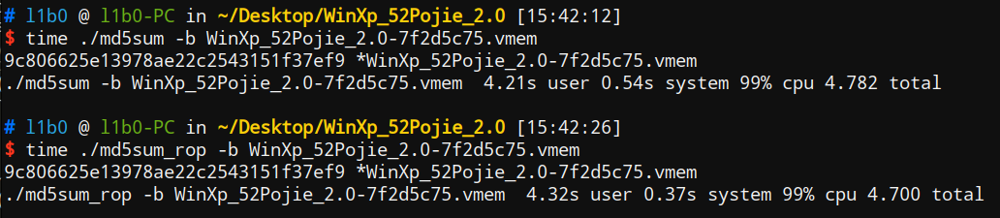 # l1b0 @ l1b0-PC in ~/Desktop/WinXp_52Pojie_2.0 [15:42:12]
$ time ./md5sum -b WinXp_52Pojie_2.0-7f2d5c75.vmem
9c806625e13978ae22c2543151f37ef9 *WinXp_52Pojie_2.0-7f2d5c75.vmem
./md5sum -b WinXp_52Pojie_2.0-7f2d5c75.vmem  4.21s user 0.54s system 99% cpu 4.782 total
# l1b0 @ l1b0-PC in ~/Desktop/WinXp_52Pojie_2.0 [15:42:26]
$ time ./md5sum_rop -b WinXp_52Pojie_2.0-7f2d5c75.vmem
9c806625e13978ae22c2543151f37ef9 *WinXp_52Pojie_2.0-7f2d5c75.vmem
./md5sum_rop -b WinXp_52Pojie_2.0-7f2d5c75.vmem  4.32s user 0.37s system 99% cpu 4.700 total